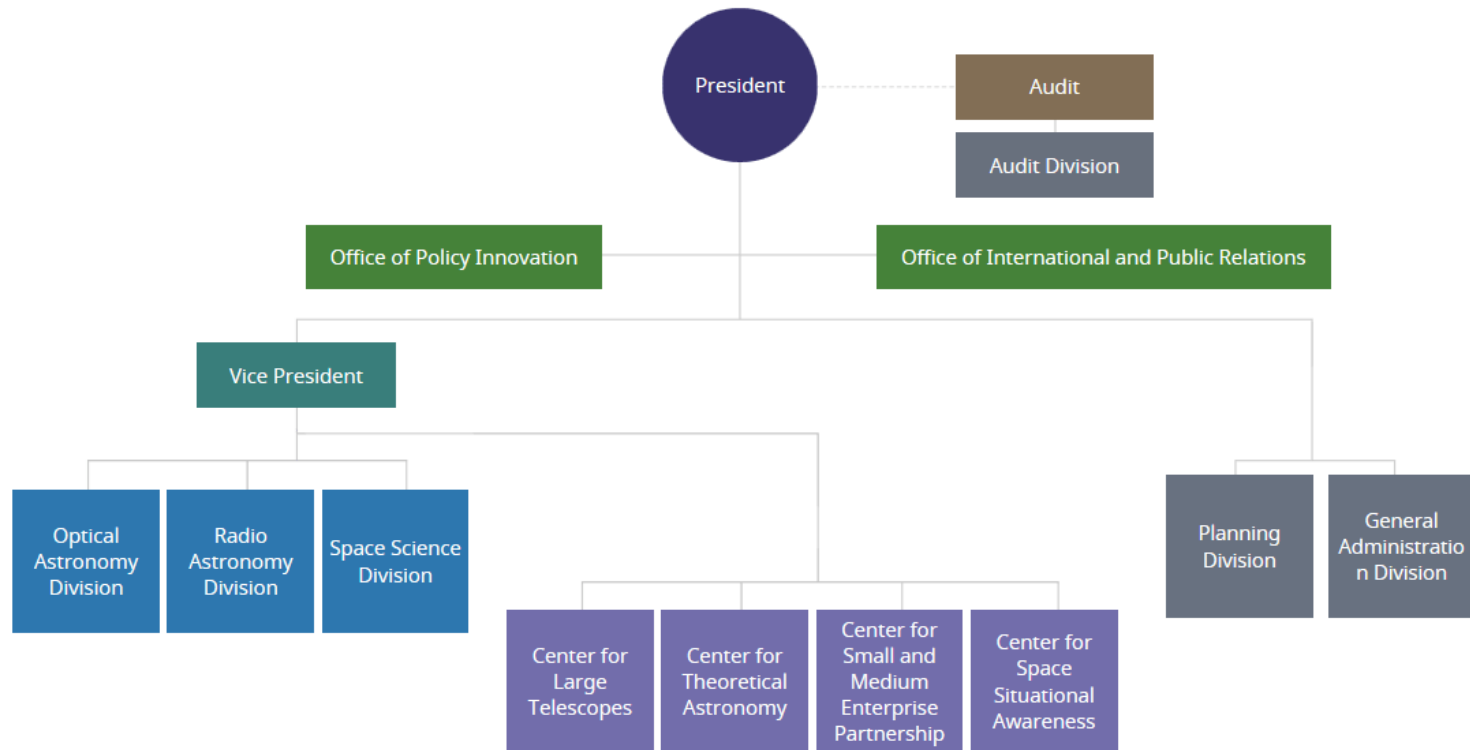 President
Audit
Audit Division
Office of Policy Innovation
Office of International and Public Relations
Vice President
Optical
Astronomy
Division
Radio
Astronomy
Division
Space Science
Division
Planning
Division
General
Administratio
n Division
Center for
Large
Telescopes
Center for
Theoretical
Astronomy
Center for
Small and
Medium
Enterprise
Partnership
Center for
Space
Situational
Awareness